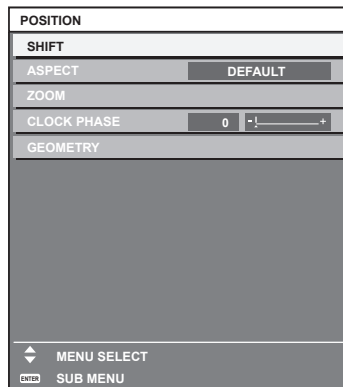 POSITION
SHIFT
ASPECT DEFAULT
ZOOM
CLOCK PHASE 0 - +
GEOMETRY
MENU SELECT
ENTER SUB MENU